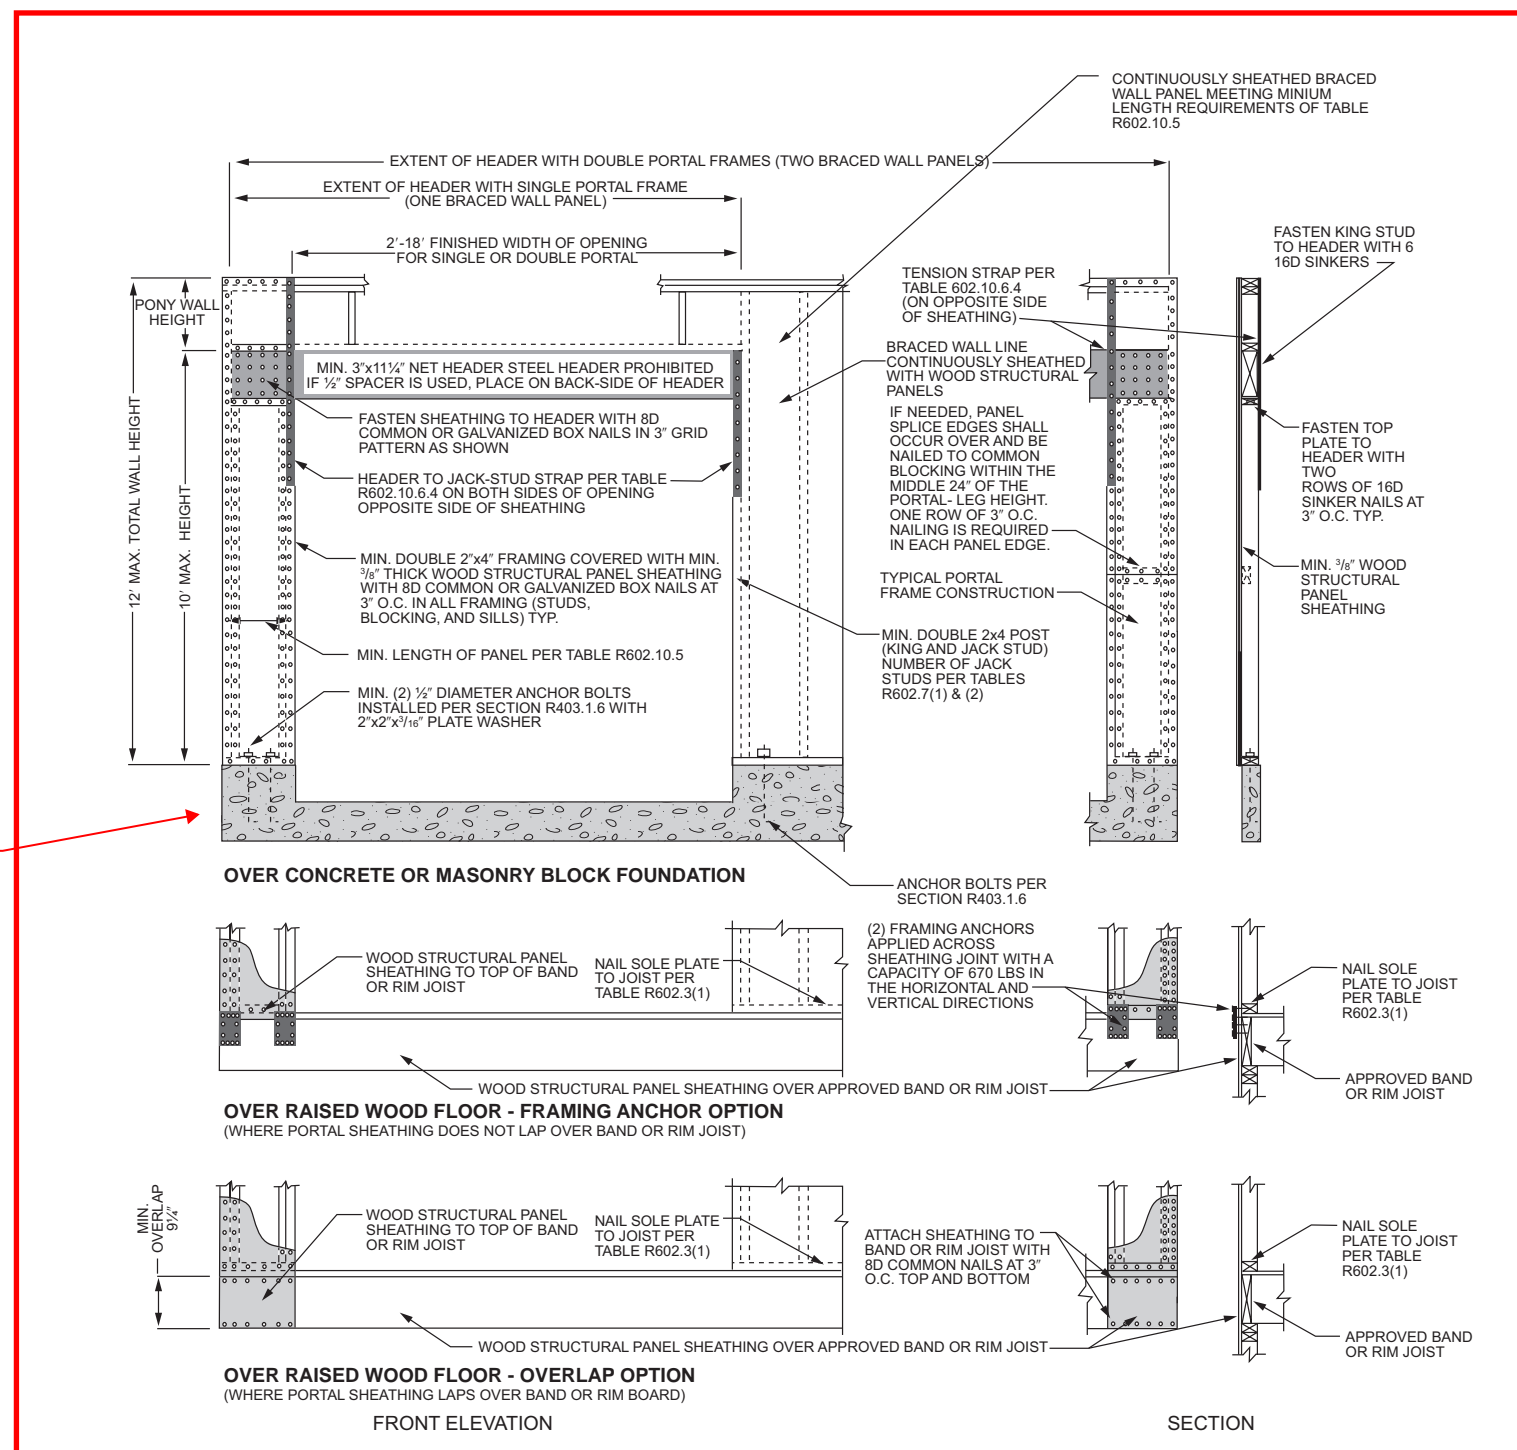 CONTINUOUSLY SHEATHED BRACED
WALL PANEL MEETING MINIUM
LENGTH REQUIREMENTS OF TABLE
R602.10.5
EXTENT OF HEADER WITH DOUBLE PORTAL FRAMES (TWO BRACED WALL PANELS)
EXTENT OF HEADER WITH SINGLE PORTAL FRAME
(ONE BRACED WALL PANEL)
2′-18′ FINISHED WIDTH OF OPENING
FOR SINGLE OR DOUBLE PORTAL
FASTEN KING STUD
TO HEADER WITH 6
16D SINKERS
TENSION STRAP PER
TABLE 602.10.6.4
(ON OPPOSITE SIDE
OF SHEATHING)
PONY WALL
HEIGHT
12′ MAX. TOTAL WALL HEIGHT
10′ MAX. HEIGHT
MIN. 3″x11¼″ NET HEADER STEEL HEADER PROHIBITED
IF ½″ SPACER IS USED, PLACE ON BACK-SIDE OF HEADER
BRACED WALL LINE
CONTINUOUSLY SHEATHED
WITH WOOD STRUCTURAL
PANELS
FASTEN SHEATHING TO HEADER WITH 8D
COMMON OR GALVANIZED BOX NAILS IN 3″ GRID
PATTERN AS SHOWN
IF NEEDED, PANEL
SPLICE EDGES SHALL
OCCUR OVER AND BE
NAILED TO COMMON
BLOCKING WITHIN THE
MIDDLE 24″ OF THE
PORTAL- LEG HEIGHT.
ONE ROW OF 3″ O.C.
NAILING IS REQUIRED
IN EACH PANEL EDGE.
FASTEN TOP
PLATE TO
HEADER WITH
TWO
ROWS OF 16D
SINKER NAILS AT
3″ O.C. TYP.
HEADER TO JACK-STUD STRAP PER TABLE
R602.10.6.4 ON BOTH SIDES OF OPENING
OPPOSITE SIDE OF SHEATHING
MIN. DOUBLE 2″x4″ FRAMING COVERED WITH MIN.
⅜″ THICK WOOD STRUCTURAL PANEL SHEATHING
WITH 8D COMMON OR GALVANIZED BOX NAILS AT
3″ O.C. IN ALL FRAMING (STUDS,
BLOCKING, AND SILLS) TYP.
TYPICAL PORTAL
FRAME CONSTRUCTION
MIN. ⅜″ WOOD
STRUCTURAL
PANEL
SHEATHING
MIN. LENGTH OF PANEL PER TABLE R602.10.5
MIN. DOUBLE 2x4 POST
(KING AND JACK STUD)
NUMBER OF JACK
STUDS PER TABLES
R602.7(1) & (2)
MIN. (2) ½″ DIAMETER ANCHOR BOLTS
INSTALLED PER SECTION R403.1.6 WITH
2″x2″x³/₁₆″ PLATE WASHER
OVER CONCRETE OR MASONRY BLOCK FOUNDATION
ANCHOR BOLTS PER
SECTION R403.1.6
WOOD STRUCTURAL PANEL
SHEATHING TO TOP OF BAND
OR RIM JOIST
NAIL SOLE PLATE
TO JOIST PER
TABLE R602.3(1)
(2) FRAMING ANCHORS
APPLIED ACROSS
SHEATHING JOINT WITH A
CAPACITY OF 670 LBS IN
THE HORIZONTAL AND
VERTICAL DIRECTIONS
NAIL SOLE
PLATE TO JOIST
PER TABLE
R602.3(1)
WOOD STRUCTURAL PANEL SHEATHING OVER APPROVED BAND OR RIM JOIST
APPROVED BAND
OR RIM JOIST
OVER RAISED WOOD FLOOR - FRAMING ANCHOR OPTION
(WHERE PORTAL SHEATHING DOES NOT LAP OVER BAND OR RIM JOIST)
MIN.
OVERLAP
9¼″
WOOD STRUCTURAL PANEL
SHEATHING TO TOP OF BAND
OR RIM JOIST
NAIL SOLE PLATE
TO JOIST PER
TABLE R602.3(1)
ATTACH SHEATHING TO
BAND OR RIM JOIST WITH
8D COMMON NAILS AT 3″
O.C. TOP AND BOTTOM
NAIL SOLE
PLATE TO JOIST
PER TABLE
R602.3(1)
WOOD STRUCTURAL PANEL SHEATHING OVER APPROVED BAND OR RIM JOIST
APPROVED BAND
OR RIM JOIST
OVER RAISED WOOD FLOOR - OVERLAP OPTION
(WHERE PORTAL SHEATHING LAPS OVER BAND OR RIM BOARD)
FRONT ELEVATION
SECTION